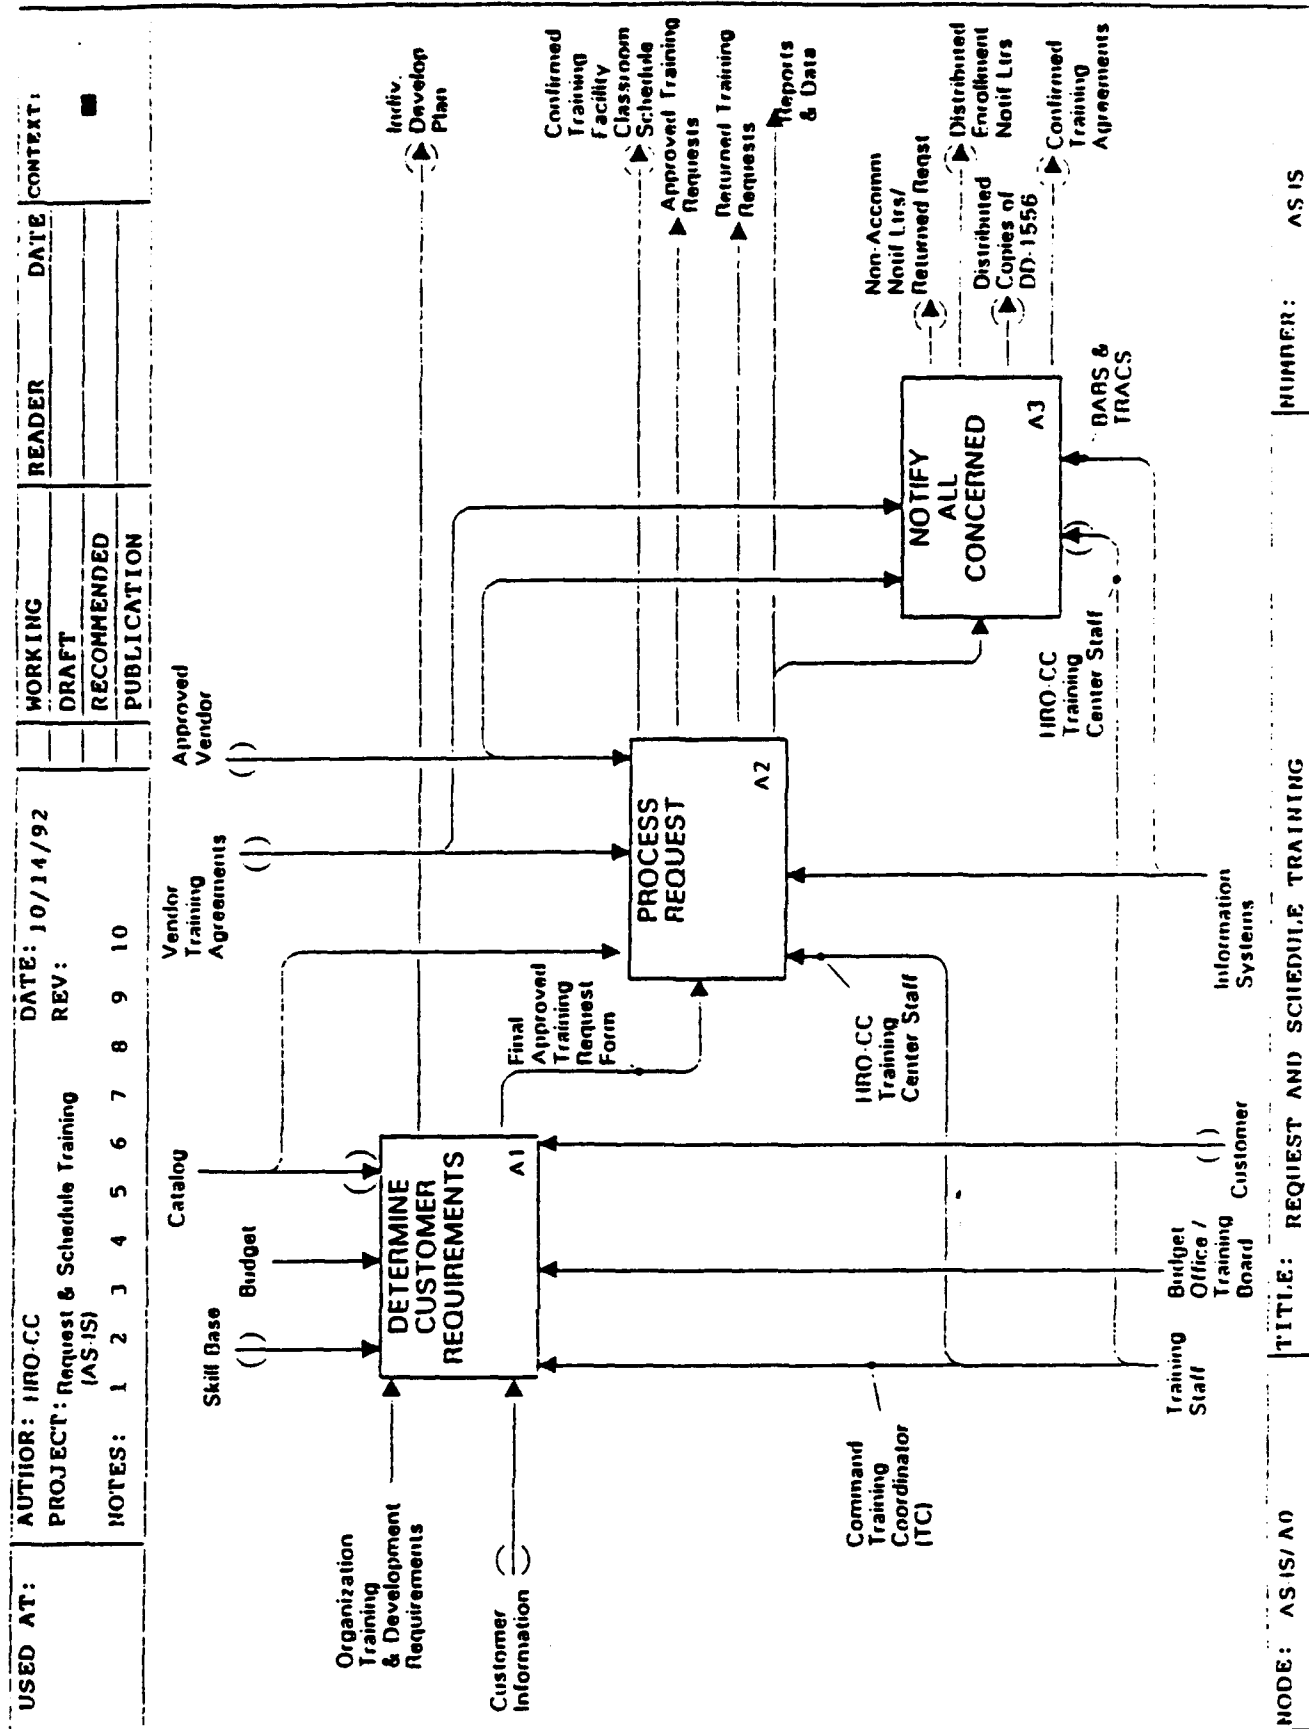 USED AT:
AUTHOR: HRO-CC
DATE: 10/14/92
PROJECT: Request & Schedule Training
(AS-IS)
REV:
NOTES: 1 2 3 4 5 6 7 8 9 10
WORKING
DRAFT
RECOMMENDED
PUBLICATION
READER
DATE
CONTEXT:
Skill Base
Budget
Catalog
Vendor
Training
Agreements
Approved
Vendor
Organization
Training
& Development
Requirements
Customer
Information
DETERMINE
CUSTOMER
REQUIREMENTS
A1
Indiv.
Develop
Plan
Final
Approved
Training
Request
Form
PROCESS
REQUEST
A2
Confirmed
Training
Facility
Classroom
Schedule
Approved Training
Requests
Returned Training
Requests
Reports
& Data
NOTIFY
ALL
CONCERNED
A3
Non-Accomm
Notif Ltrs/
Returned Reqst
Distributed
Enrollment
Notif Ltrs
Distributed
Copies of
DD-1556
Confirmed
Training
Agreements
BARS &
TRACS
HRO-CC
Training
Center Staff
HRO-CC
Training
Center Staff
Command
Training
Coordinator
(TC)
Training
Staff
Budget
Office /
Training
Board
Customer
Information
Systems
NODE: AS-IS/A0
TITLE: REQUEST AND SCHEDULE TRAINING
NUMBER: AS IS